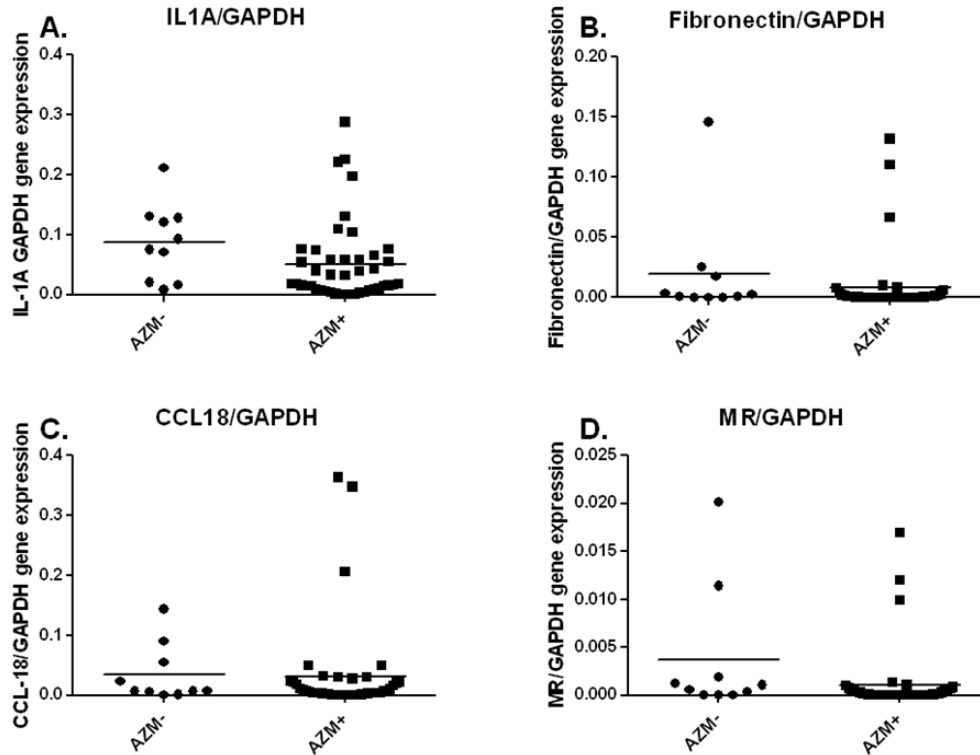 A.
IL1A/GAPDH
IL-1A GAPDH gene expression
0.4
0.3
0.2
0.1
0.0
AZM-
AZM+
B.
Fibronectin/GAPDH
Fibronectin/GAPDH gene expression
0.20
0.15
0.10
0.05
0.00
AZM-
AZM+
C.
CCL18/GAPDH
CCL-18/GAPDH gene expression
0.4
0.3
0.2
0.1
0.0
AZM-
AZM+
D.
MR/GAPDH
MR/GAPDH gene expression
0.025
0.020
0.015
0.010
0.005
0.000
AZM-
AZM+